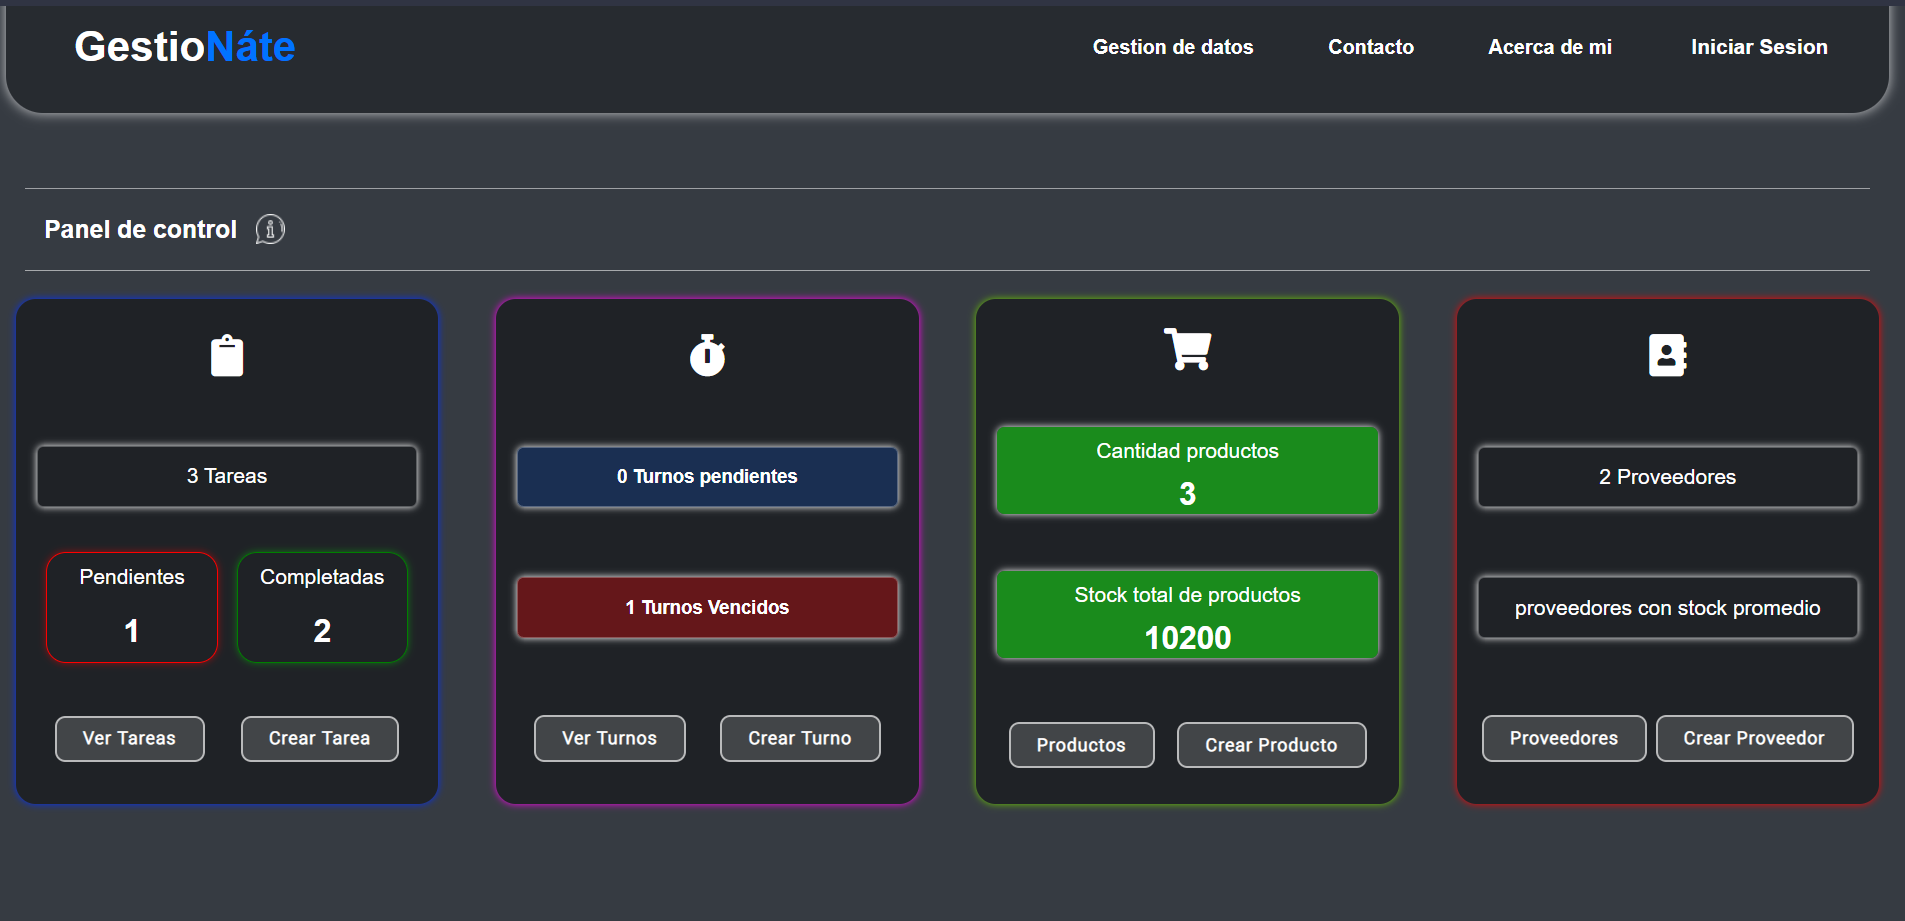 GestioNáte
Gestion de datos
Contacto
Acerca de mi
Iniciar Sesion
Panel de control
3 Tareas
Pendientes
1
Completadas
2
Ver Tareas
Crear Tarea
0 Turnos pendientes
1 Turnos Vencidos
Ver Turnos
Crear Turno
Cantidad productos
3
Stock total de productos
10200
Productos
Crear Producto
2 Proveedores
proveedores con stock promedio
Proveedores
Crear Proveedor